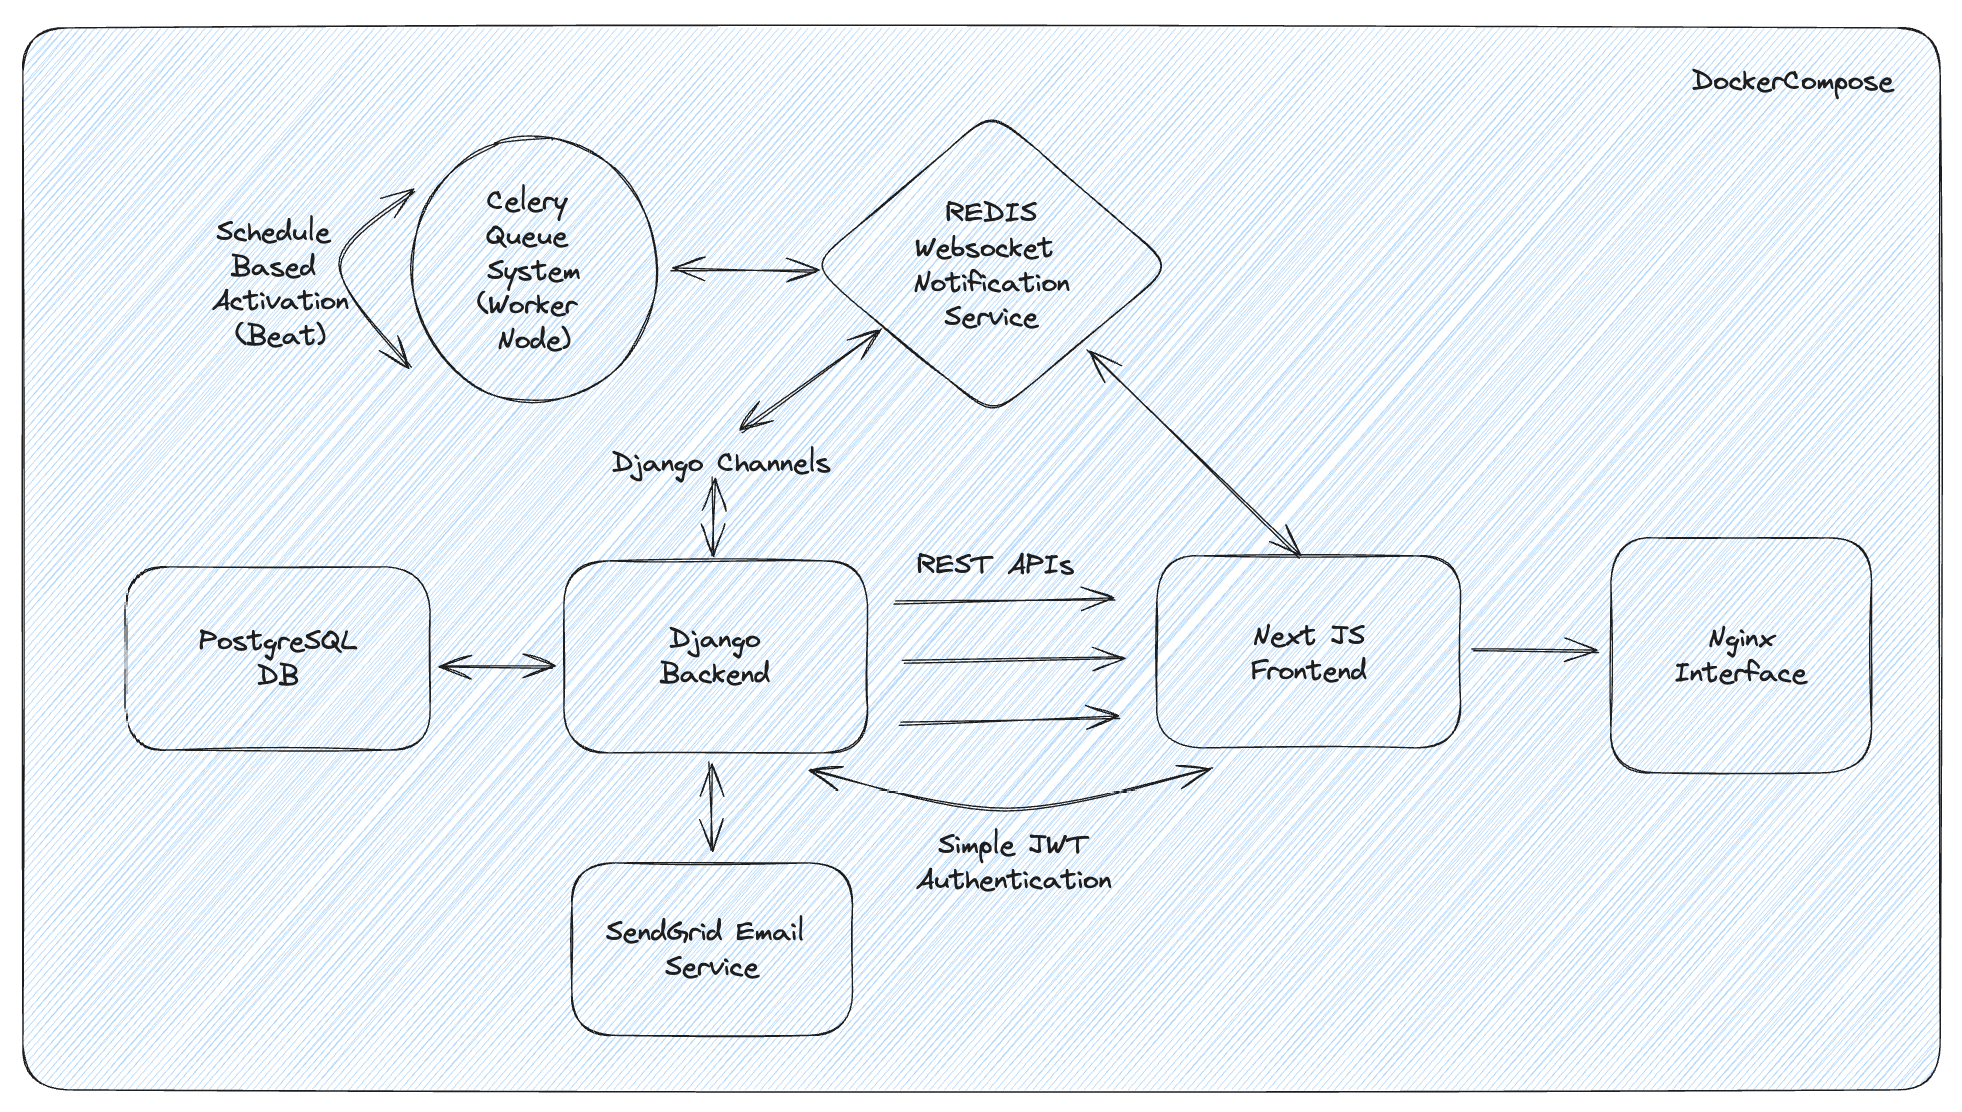 DockerCompose
Schedule
Based
Activation
(Beat)
Celery
Queue
System
(Worker
Node)
REDIS
Websocket
Notification
Service
Django Channels
REST APIs
PostgreSQL
DB
Django
Backend
Next JS
Frontend
Nginx
Interface
Simple JWT
Authentication
SendGrid Email
Service